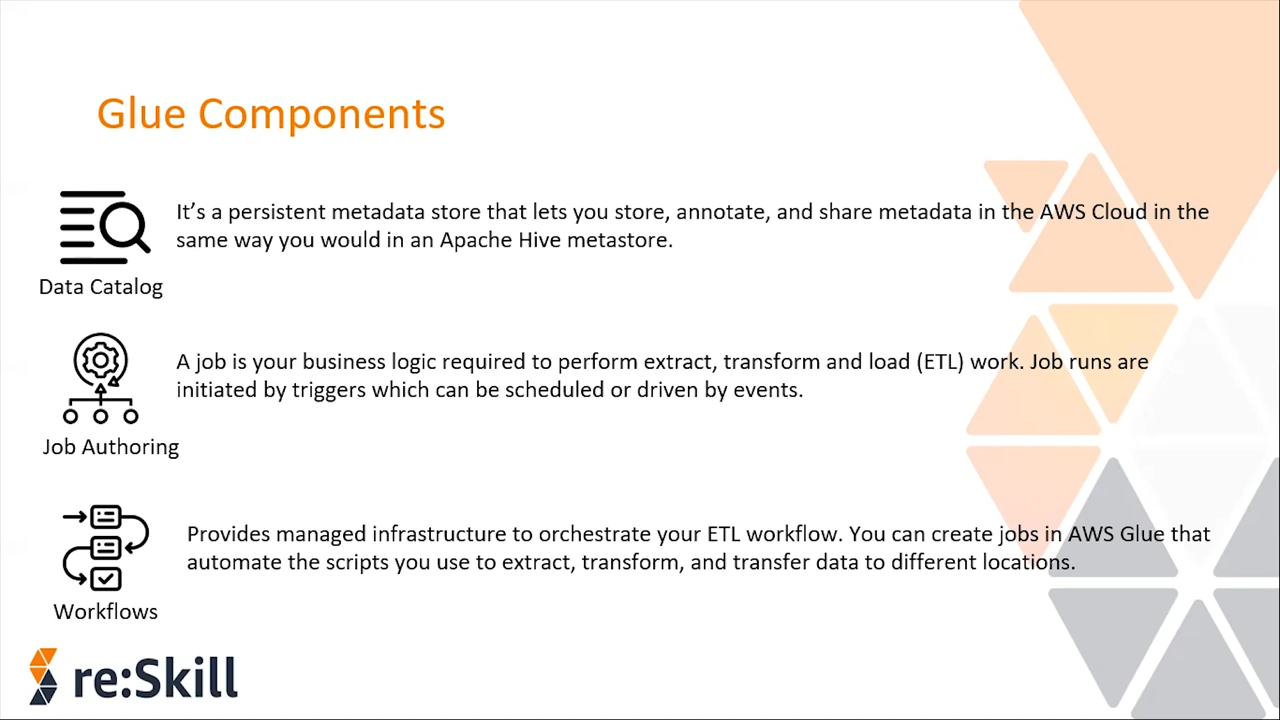 Glue Components
It’s a persistent metadata store that lets you store, annotate, and share metadata in the AWS Cloud in the
same way you would in an Apache Hive metastore.
Data Catalog
A job is your business logic required to perform extract, transform and load (ETL) work. Job runs are
initiated by triggers which can be scheduled or driven by events.
Job Authoring
Provides managed infrastructure to orchestrate your ETL workflow. You can create jobs in AWS Glue that
automate the scripts you use to extract, transform, and transfer data to different locations.
Workflows
re:Skill